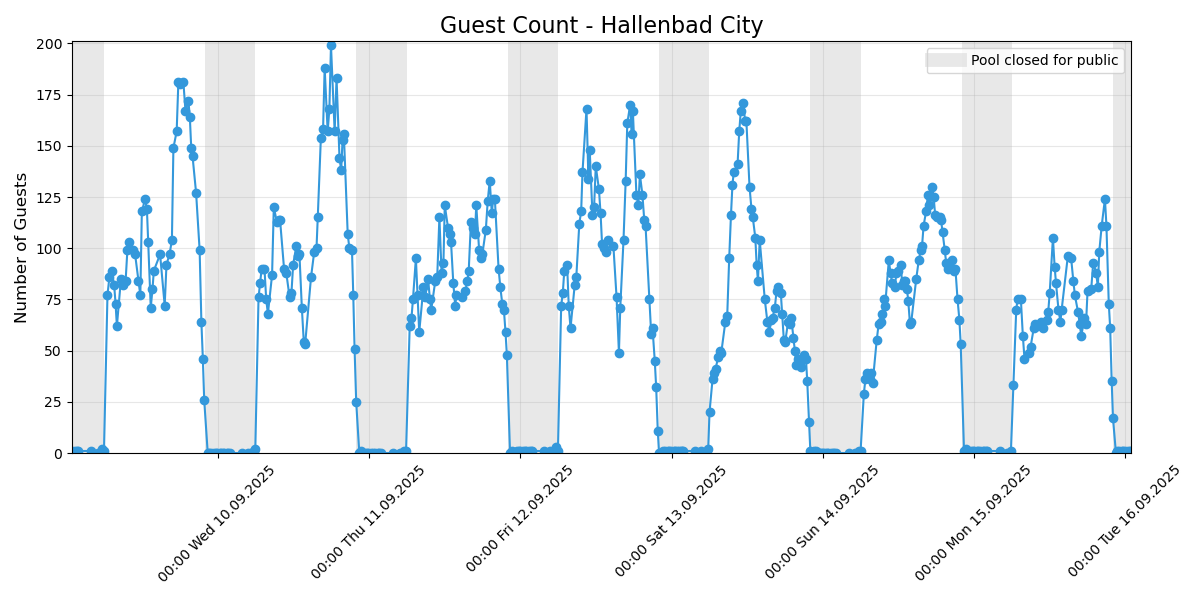 Guest Count - Hallenbad City
Pool closed for public
Number of Guests
200
175
150
125
100
75
50
25
0
00:00 Wed 10.09.2025
00:00 Thu 11.09.2025
00:00 Fri 12.09.2025
00:00 Sat 13.09.2025
00:00 Sun 14.09.2025
00:00 Mon 15.09.2025
00:00 Tue 16.09.2025